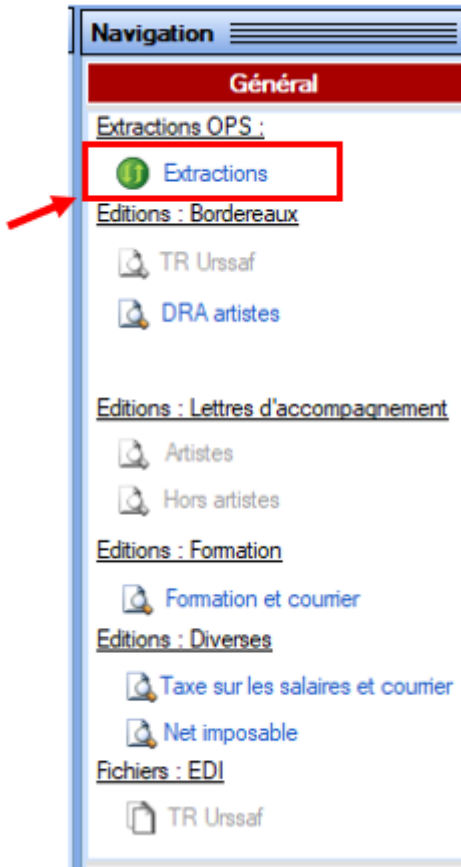 Navigation
Général
Extractions OPS :
Extractions
Editions : Bordereaux
TR Urssaf
DRA artistes
Editions : Lettres d'accompagnement
Artistes
Hors artistes
Editions : Formation
Formation et courrier
Editions : Diverses
Taxe sur les salaires et courrier
Net imposable
Fichiers : EDI
TR Urssaf